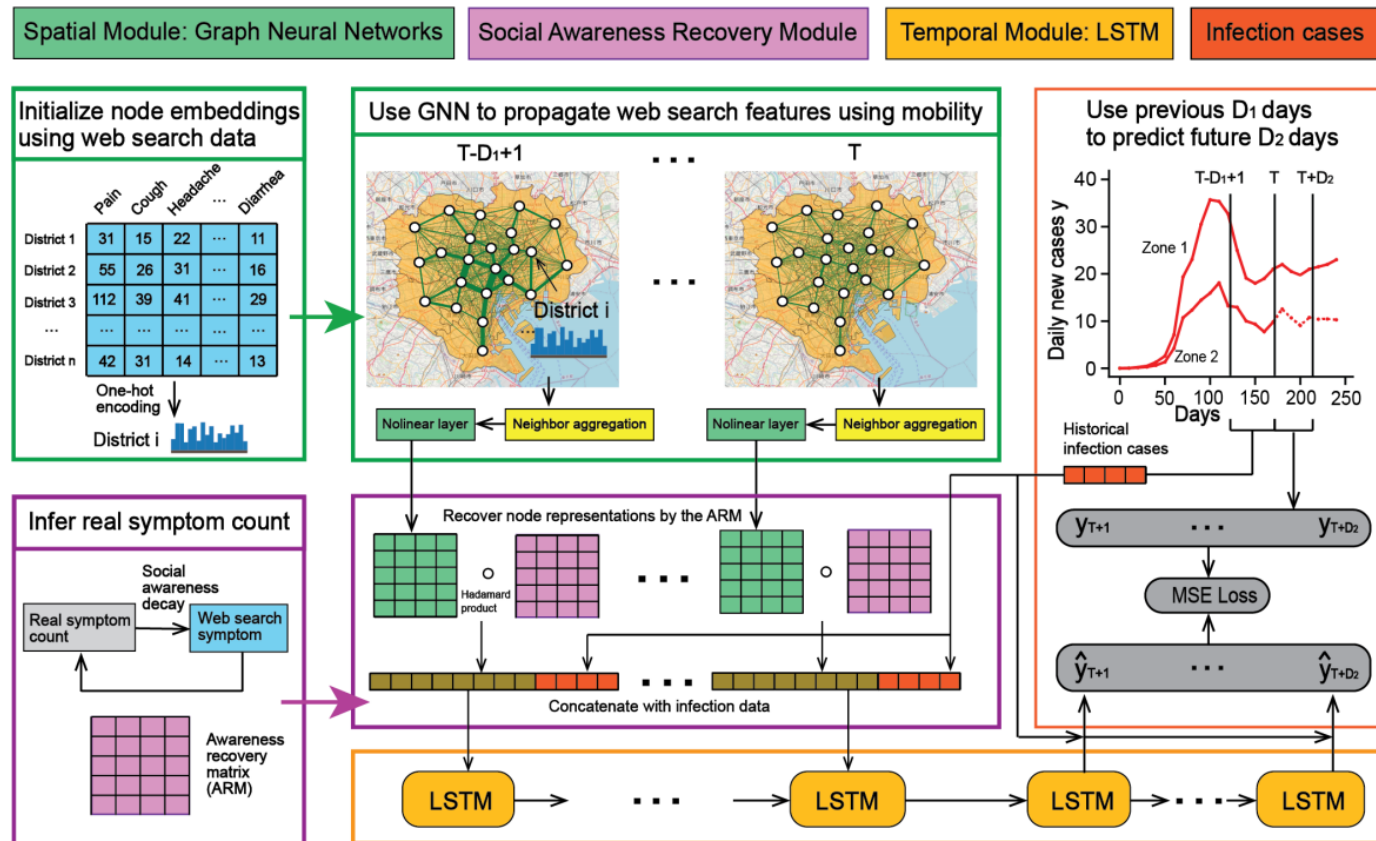 Spatial Module: Graph Neural Networks
Social Awareness Recovery Module
Temporal Module: LSTM
Infection cases
Initialize node embeddings
using web search data
Pain
Cough
Headache
...
Diarrhea
District 1 31 15 22 ... 11
District 2 55 26 31 ... 16
District 3 112 39 41 ... 29
... ... ... ... ... ...
District n 42 31 14 ... 13
One-hot
encoding
District i
Use GNN to propagate web search features using mobility
T-D₁+1
...
T
...
District i
...
Nolinear layer
Neighbor aggregation
Nolinear layer
Neighbor aggregation
Use previous D₁ days
to predict future D₂ days
T-D₁+1
T
T+D₂
Daily new cases y
40
30
20
10
0
Zone 1
Zone 2
0 50 100 150 200 250
Days
Historical
infection cases
y_T+1 ... y_T+D₂
MSE Loss
ŷ_T+1 ... ŷ_T+D₂
Infer real symptom count
Social
awareness
decay
Real symptom
count
Web search
symptom
Awareness
recovery
matrix
(ARM)
Recover node representations by the ARM
Hadamard
product
...
...
Concatenate with infection data
LSTM
...
LSTM
LSTM
...
LSTM